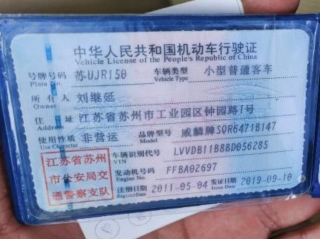 中华人民共和国机动车行驶证
Vehicle License of the People's Republic of China
号牌号码 苏UJR150 车辆类型 小型普通客车
Plate No. Vehicle Type
所有人 刘继延
Owner
住址 江苏省苏州市工业园区钟园路1号
Address
使用性质 非营运 品牌型号 威麟牌SQR6471B147
Use Character Model
江苏省苏州市公安局交通警察支队
车辆识别代号 LVVDB11B8BD056285
VIN
发动机号码 FFBA02697
Engine No.
注册日期 2011-05-04 发证日期 2019-09-10